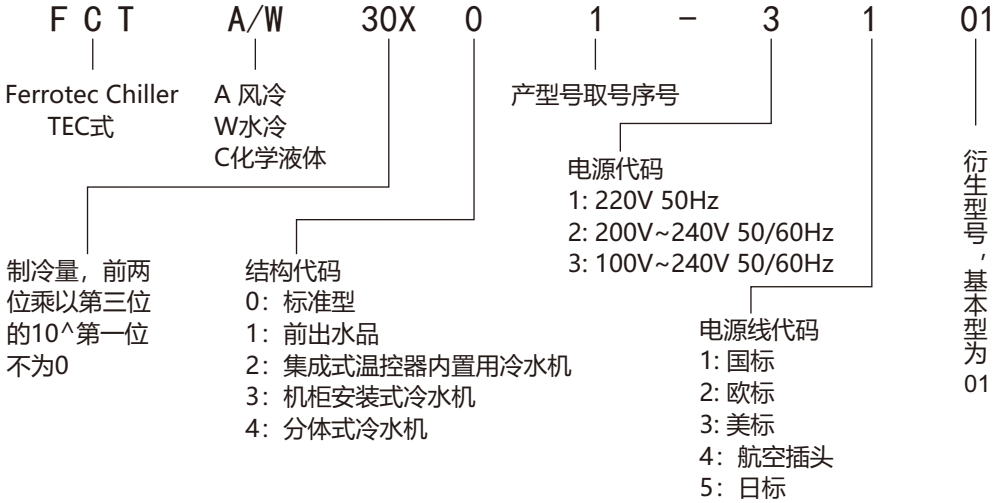 FCT A/W 30X 0 1 - 3 1 01
Ferrotec Chiller
TEC式
A 风冷
W水冷
C化学液体
产型号取号序号
制冷量，前两
位乘以第三位
的10^第一位
不为0
结构代码
0：标准型
1：前出水品
2：集成式温控器内置用冷水机
3：机柜安装式冷水机
4：分体式冷水机
电源代码
1: 220V 50Hz
2: 200V~240V 50/60Hz
3: 100V~240V 50/60Hz
电源线代码
1: 国标
2: 欧标
3: 美标
4：航空插头
5：日标
衍生型号，基本型为01